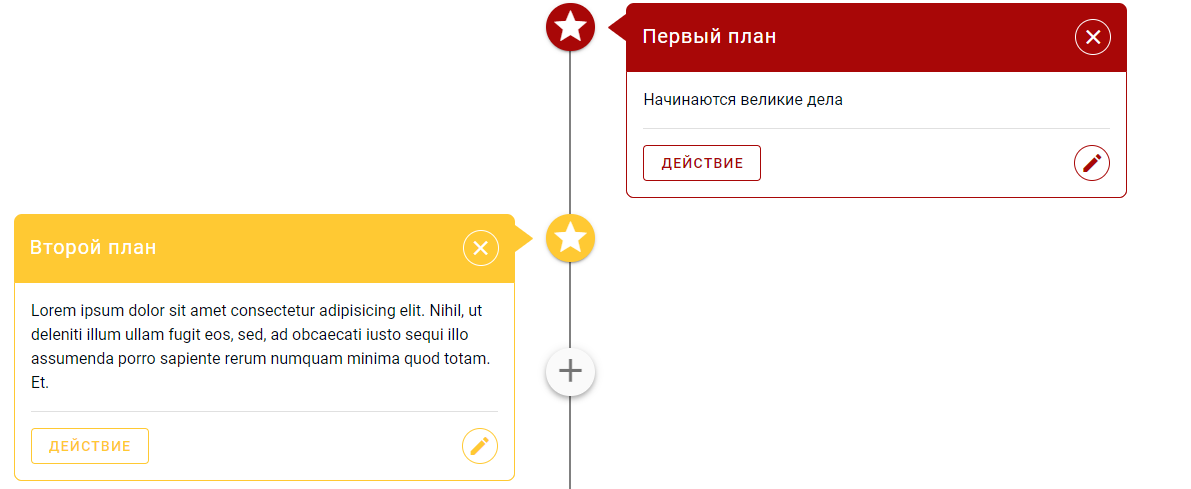 Первый план
Начинаются великие дела
ДЕЙСТВИЕ
Второй план
Lorem ipsum dolor sit amet consectetur adipisicing elit. Nihil, ut
deleniti illum ullam fugit eos, sed, ad obcaecati iusto sequi illo
assumenda porro sapiente rerum numquam minima quod totam.
Et.
ДЕЙСТВИЕ